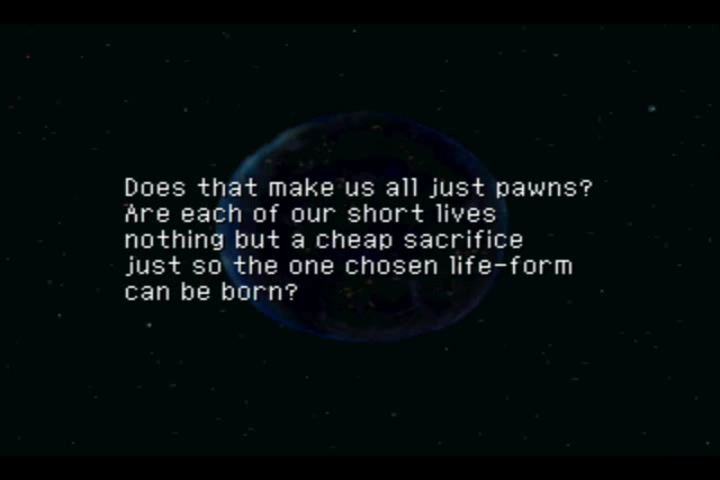 Does that make us all just pawns?
Are each of our short lives
nothing but a cheap sacrifice
just so the one chosen life-form
can be born?